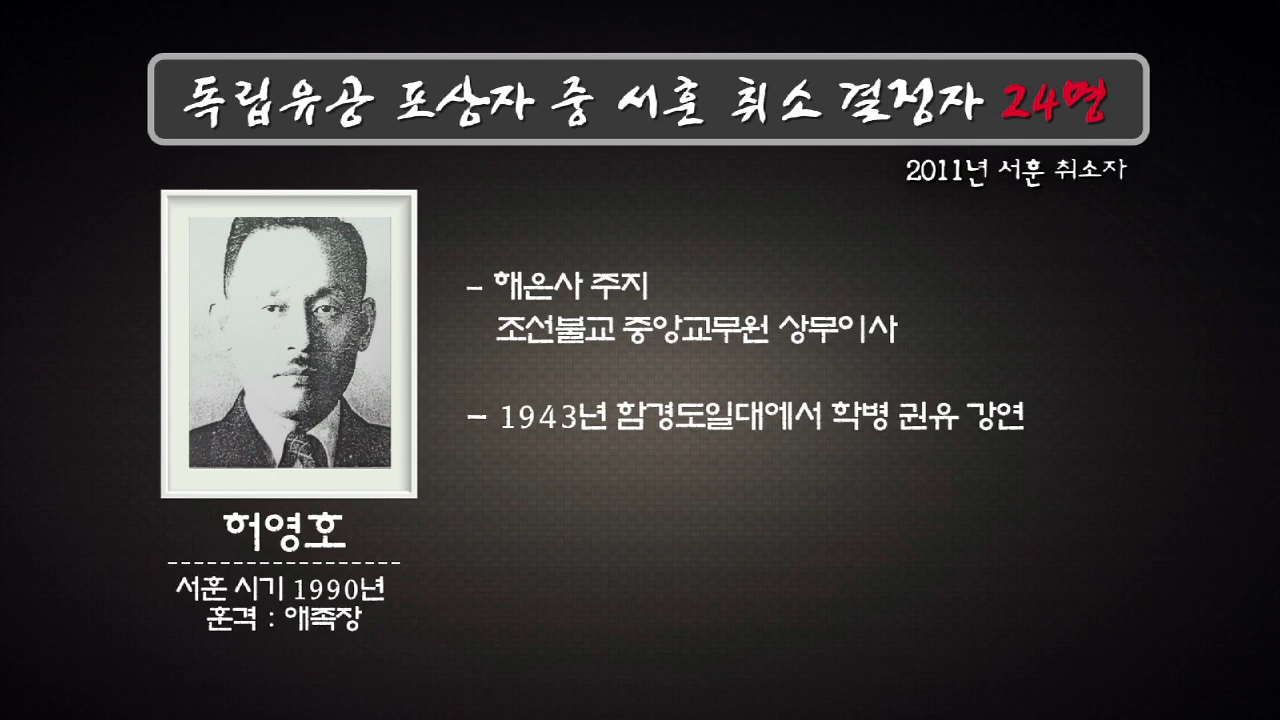 독립유공 포상자 중 서훈 취소 결정자 24명
2011년 서훈 취소자
- 해은사 주지
조선불교 중앙교무원 상무이사
- 1943년 함경도일대에서 학병 권유 강연
허영호
서훈 시기 1990년
훈격 : 애족장